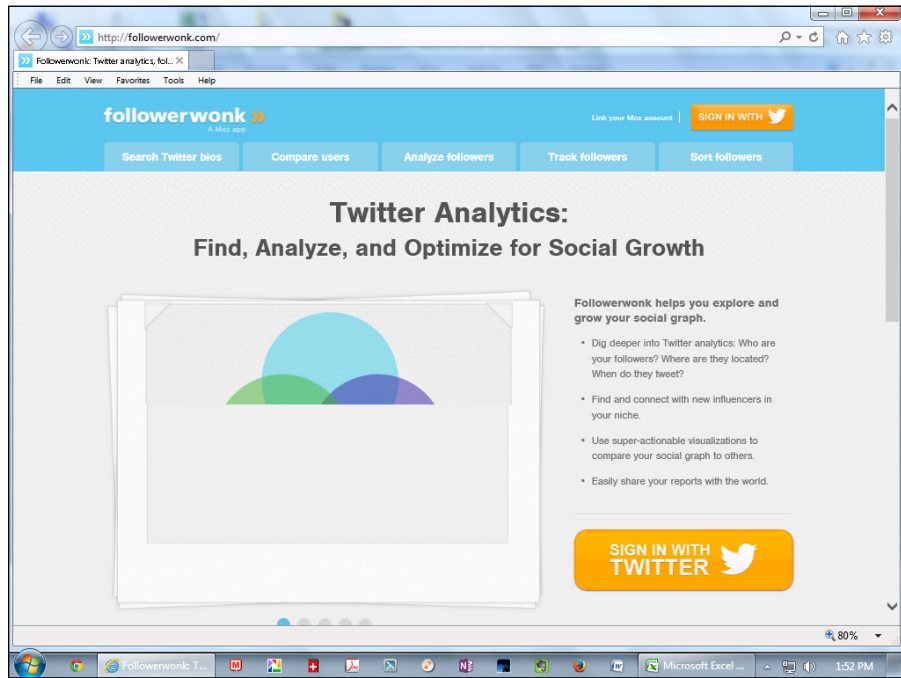 http://followerwonk.com/
Followerwonk: Twitter analytics, fol...
File Edit View Favorites Tools Help
followerwonk
A Moz app
Link your Moz account
SIGN IN WITH
Search Twitter bios Compare users Analyze followers Track followers Sort followers
Twitter Analytics:
Find, Analyze, and Optimize for Social Growth
Followerwonk helps you explore and
grow your social graph.
• Dig deeper into Twitter analytics: Who are
your followers? Where are they located?
When do they tweet?
• Find and connect with new influencers in
your niche.
• Use super-actionable visualizations to
compare your social graph to others.
• Easily share your reports with the world.
SIGN IN WITH
TWITTER
80%
Followerwonk: T...
Microsoft Excel ...
1:52 PM